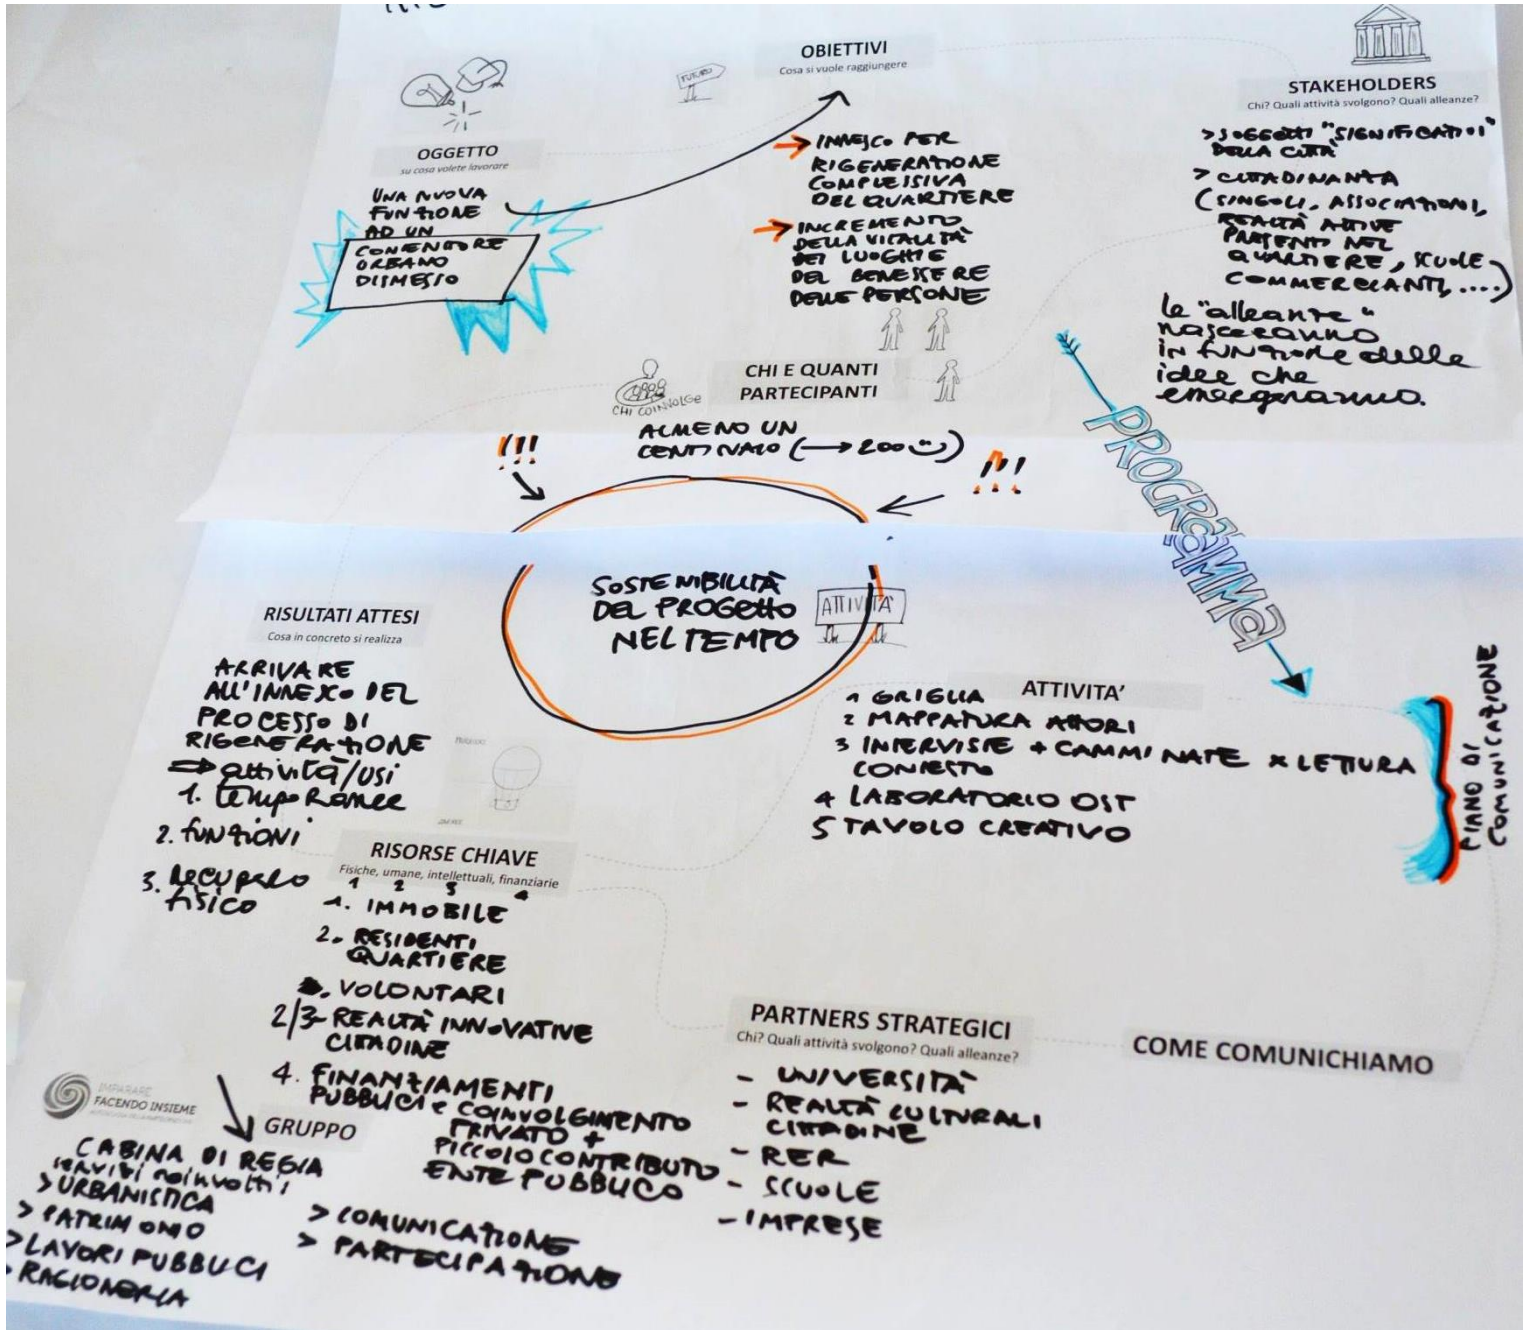 FUTURO
OBIETTIVI
Cosa si vuole raggiungere
→ INNESCO PER
RIGENERAZIONE
COMPLESSIVA
DEL QUARTIERE
→ INCREMENTO
DELLA VITALITÀ
DEI LUOGHI E
DEL BENESSERE
DELLE PERSONE
OGGETTO
su cosa volete lavorare
UNA NUOVA
FUNZIONE
AD UN
CONTENITORE
URBANO
DISMESSO
STAKEHOLDERS
Chi? Quali attività svolgono? Quali alleanze?
> SOGGETTI "SIGNIFICATIVI"
DELLA CITTÀ
> CITTADINANZA
(SINGOLI, ASSOCIAZIONI,
REALTÀ ATTIVE
PRESENTI NEL
QUARTIERE, SCUOLE
COMMERCIANTI, ....)
le "alleanze"
nasceranno
in funzione delle
idee che
emergeranno.
CHI E QUANTI
PARTECIPANTI
CHI COINVOLGE
ALMENO UN
CENTINAIO (→ 200 )
!!!
!!!
PROGRAMMA
SOSTENIBILITÀ
DEL PROGETTO
NEL TEMPO
ATTIVITÀ
RISULTATI ATTESI
Cosa in concreto si realizza
ARRIVARE
ALL'INNESCO DEL
PROCESSO DI
RIGENERAZIONE
⇒ attività/usi
1. temporanee
2. funzioni
3. recupero
fisico
ATTIVITA'
1 GRIGLIA
2 MAPPATURA ATTORI
3 INTERVISTE + CAMMINATE x LETTURA
CONTESTO
4 LABORATORIO OST
5 TAVOLO CREATIVO
PIANO DI
COMUNICAZIONE
RISORSE CHIAVE
Fisiche, umane, intellettuali, finanziarie
1 2 3 4
1. IMMOBILE
2. RESIDENTI
QUARTIERE
. VOLONTARI
2/3- REALTÀ INNOVATIVE
CITTADINE
4. FINANZIAMENTI
PUBBLICI e COINVOLGIMENTO
PRIVATO +
PICCOLO CONTRIBUTO
ENTE PUBBLICO
PARTNERS STRATEGICI
Chi? Quali attività svolgono? Quali alleanze?
- UNIVERSITÀ
- REALTÀ CULTURALI
CITTADINE
- RER
- SCUOLE
- IMPRESE
COME COMUNICHIAMO
IMPARARE
FACENDO INSIEME
GRUPPO
CABINA DI REGIA
servizi coinvolti:
> URBANISTICA
> PATRIMONIO
> LAVORI PUBBLICI
> RAGIONERIA
> COMUNICAZIONE
> PARTECIPAZIONE